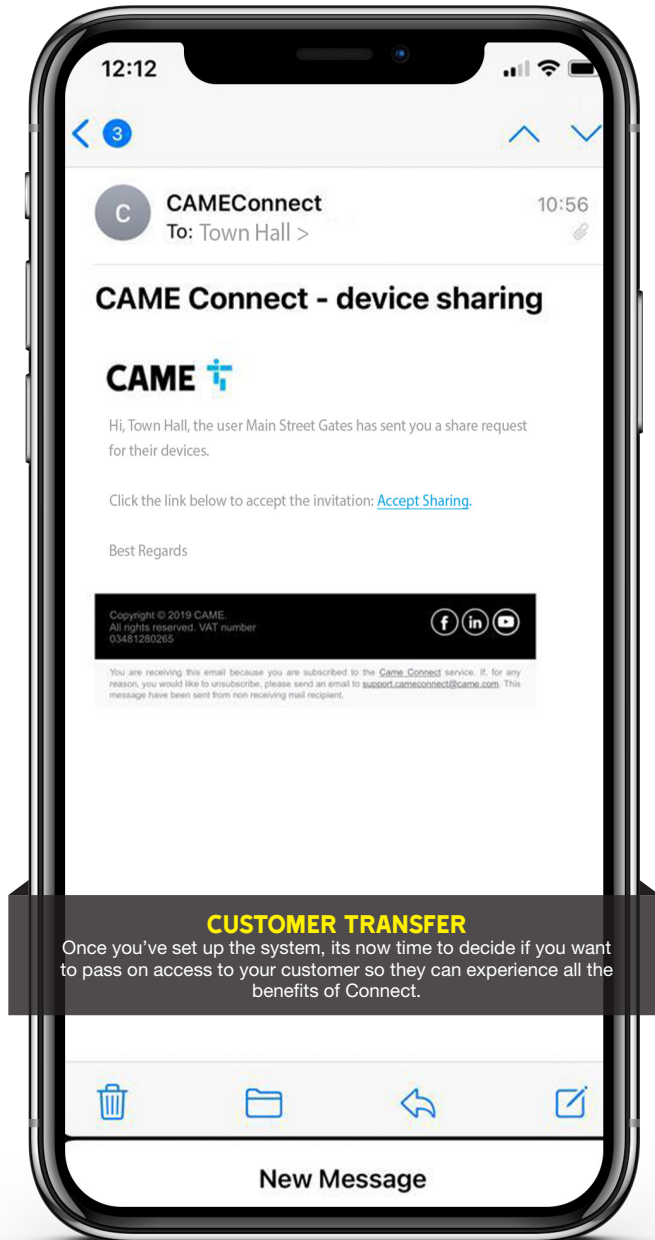 12:12
3
C
CAMEConnect
10:56
To: Town Hall >
CAME Connect - device sharing
CAME
Hi, Town Hall, the user Main Street Gates has sent you a share request
for their devices.
Click the link below to accept the invitation: Accept Sharing.
Best Regards
Copyright © 2019 CAME.
All rights reserved. VAT number
03481280265
f in
You are receiving this email because you are subscribed to the Came Connect service. If, for any
reason, you would like to unsubscribe, please send an email to support.cameconnect@came.com. This
message have been sent from non receiving mail recipient.
CUSTOMER TRANSFER
Once you’ve set up the system, its now time to decide if you want
to pass on access to your customer so they can experience all the
benefits of Connect.
New Message